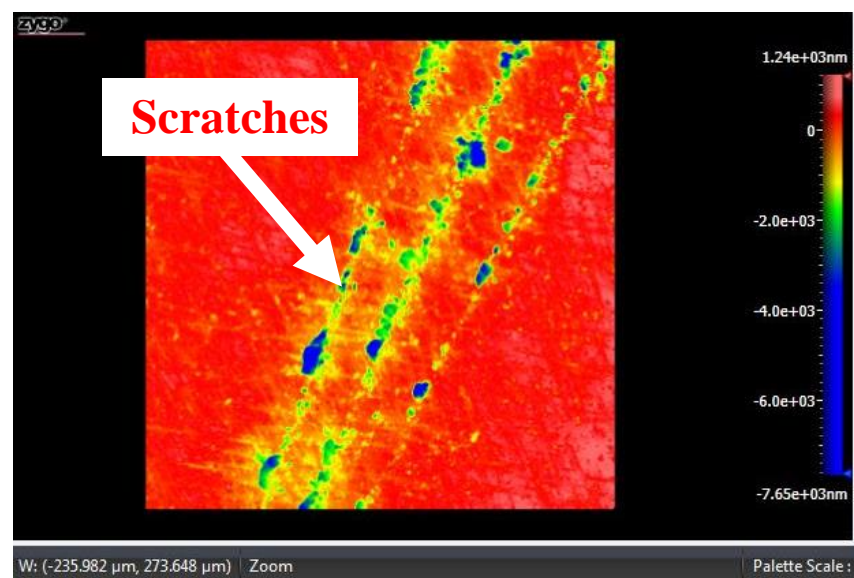 zygo
1.24e+03nm
Scratches
0
-2.0e+03
-4.0e+03
-6.0e+03
-7.65e+03nm
W: (-235.982 µm, 273.648 µm) Zoom Palette Scale: